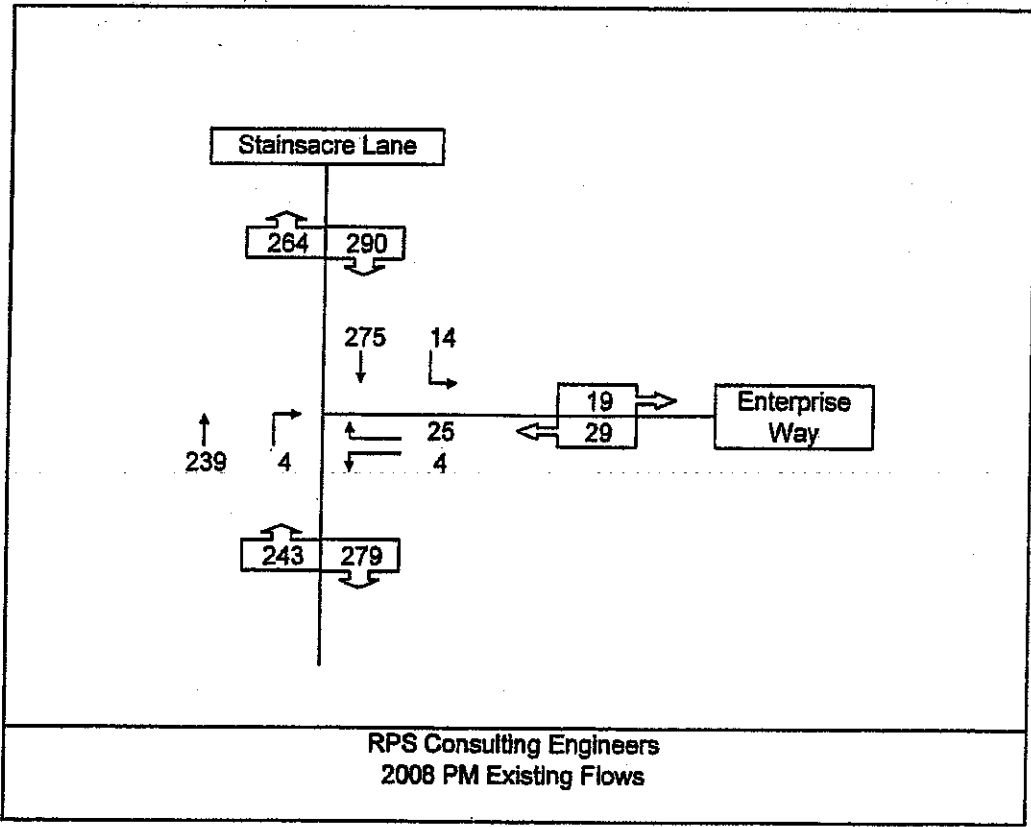 Stainsacre Lane
264 290
275 14
19
29
Enterprise
Way
25
239 4 4
243 279
RPS Consulting Engineers
2008 PM Existing Flows